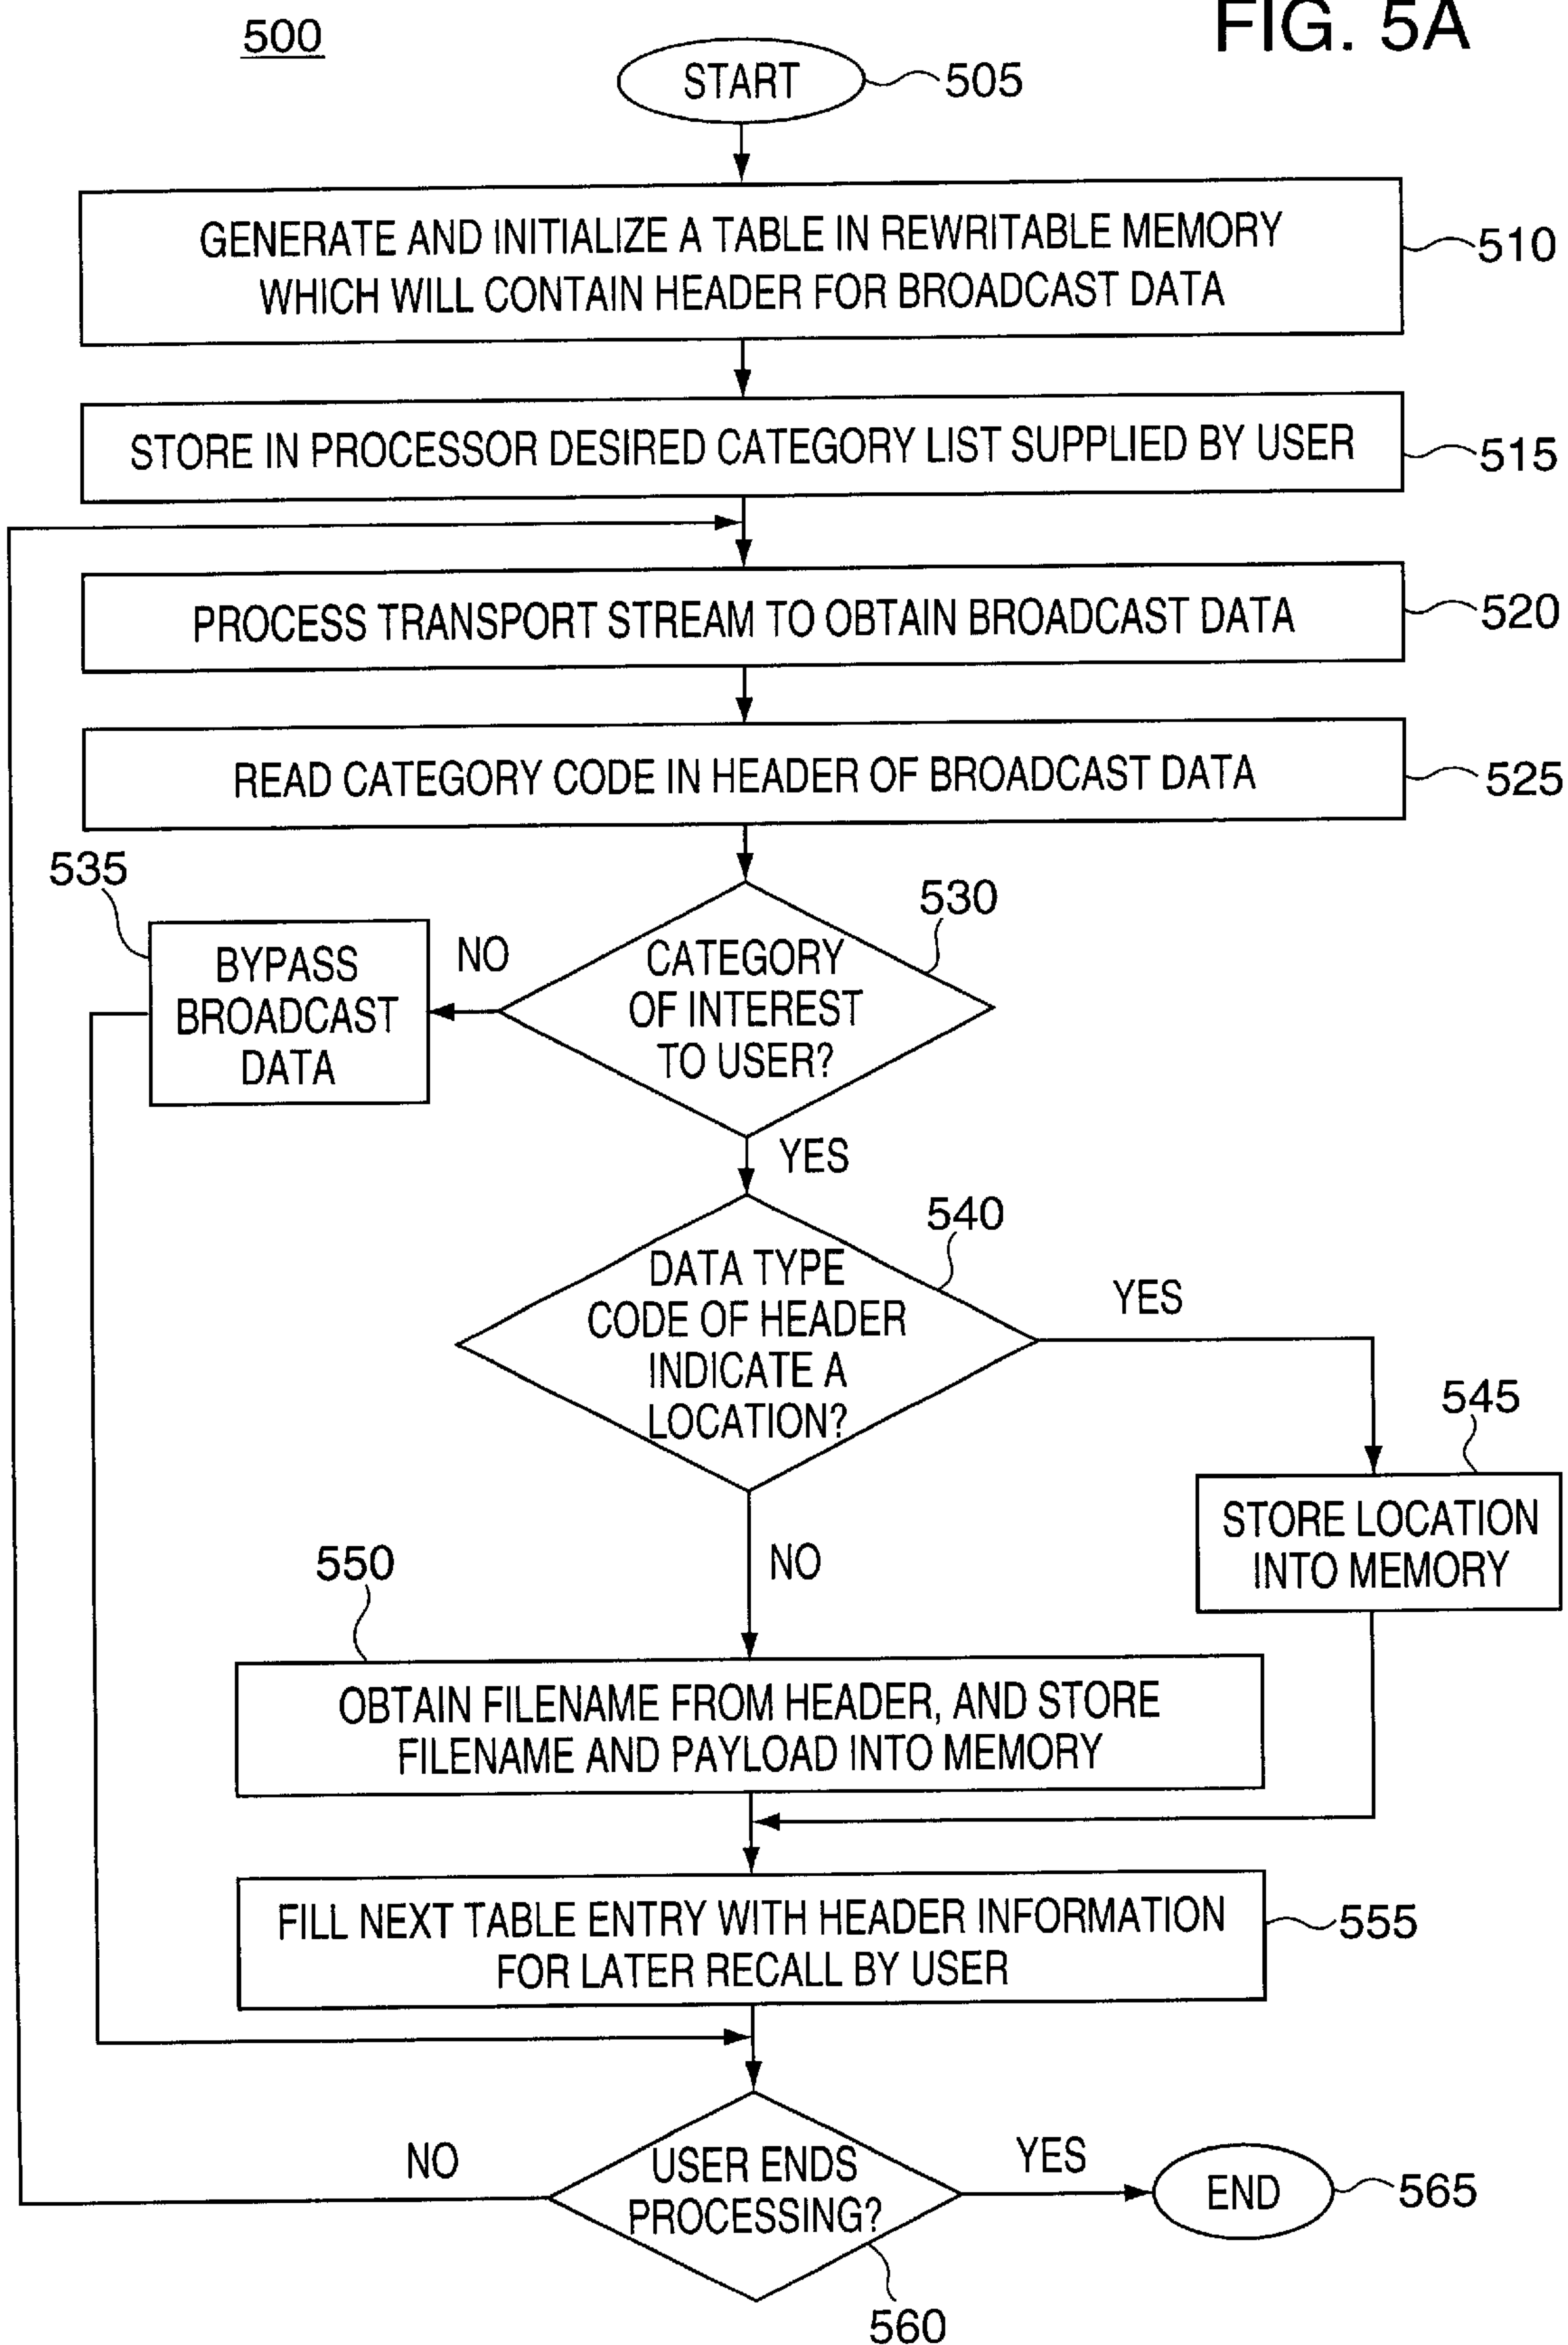 500
FIG. 5A
START
505
GENERATE AND INITIALIZE A TABLE IN REWRITABLE MEMORY
WHICH WILL CONTAIN HEADER FOR BROADCAST DATA
510
STORE IN PROCESSOR DESIRED CATEGORY LIST SUPPLIED BY USER
515
PROCESS TRANSPORT STREAM TO OBTAIN BROADCAST DATA
520
READ CATEGORY CODE IN HEADER OF BROADCAST DATA
525
535
BYPASS
BROADCAST
DATA
NO
530
CATEGORY
OF INTEREST
TO USER?
YES
540
DATA TYPE
CODE OF HEADER
INDICATE A
LOCATION?
YES
545
STORE LOCATION
INTO MEMORY
NO
550
OBTAIN FILENAME FROM HEADER, AND STORE
FILENAME AND PAYLOAD INTO MEMORY
FILL NEXT TABLE ENTRY WITH HEADER INFORMATION
FOR LATER RECALL BY USER
555
NO
USER ENDS
PROCESSING?
YES
END
565
560